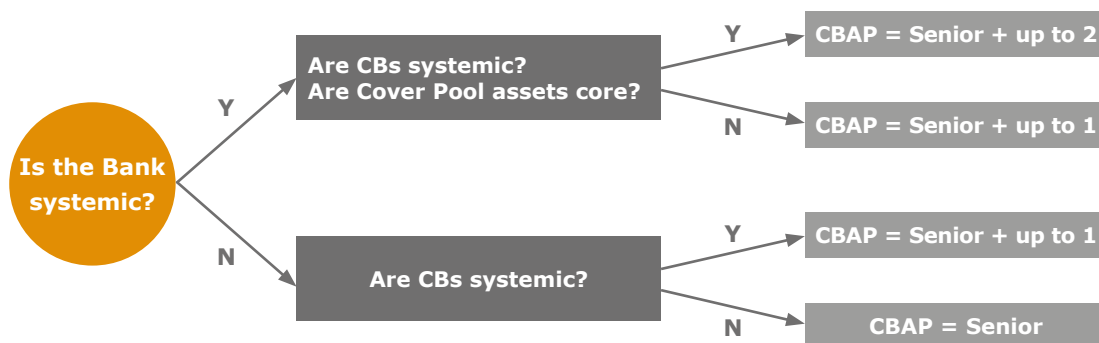 Is the Bank
systemic?
Y
N
Are CBs systemic?
Are Cover Pool assets core?
Y
N
CBAP = Senior + up to 2
CBAP = Senior + up to 1
Are CBs systemic?
Y
N
CBAP = Senior + up to 1
CBAP = Senior